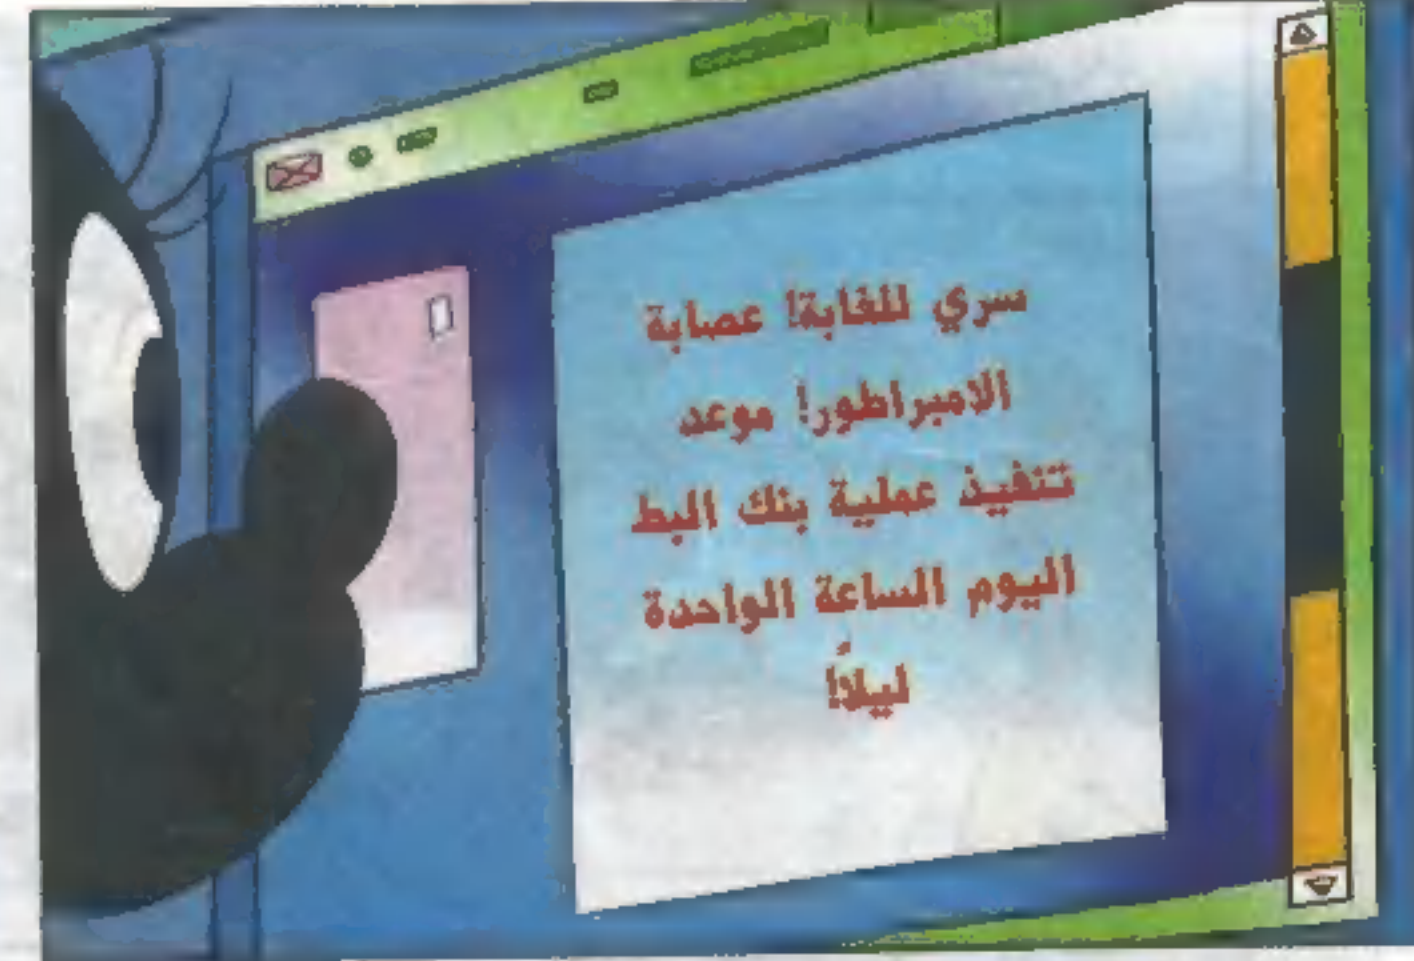 سري للغاية! عصابة
الامبراطور! موعد
تنفيذ عملية بنك البط
اليوم الساعة الواحدة
ليلاً!